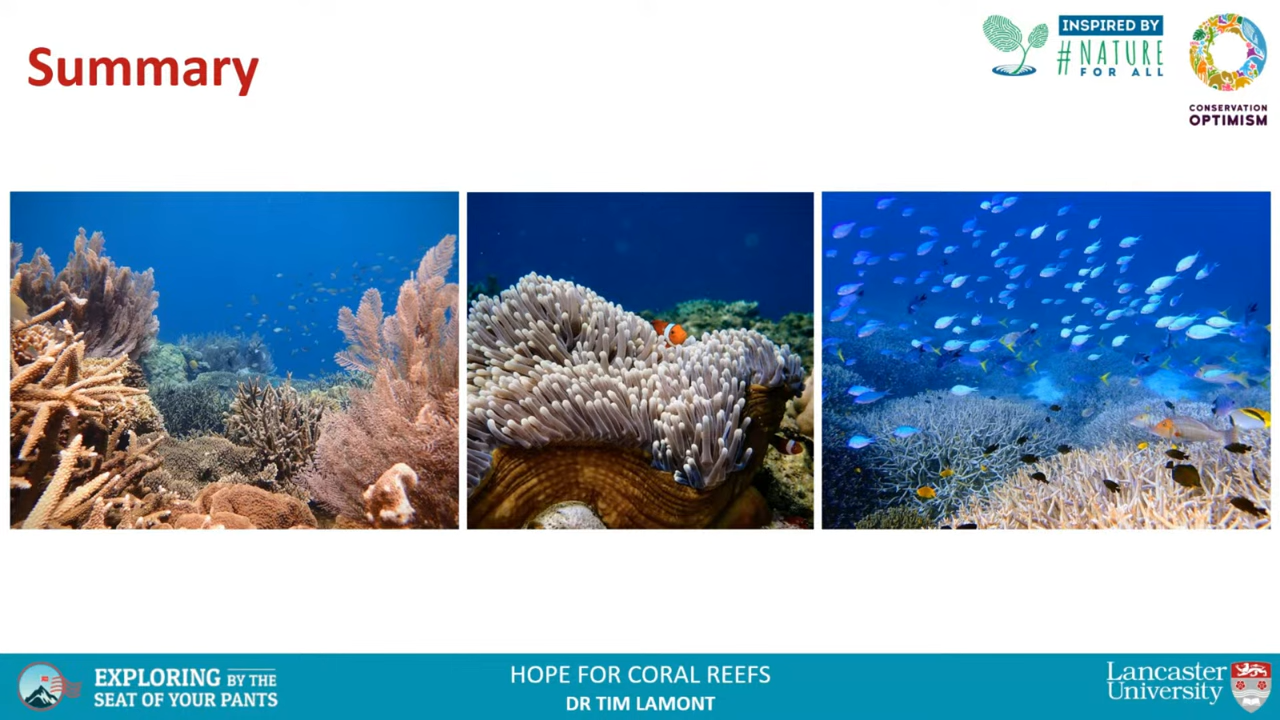 Summary
INSPIRED BY
#NATURE
FOR ALL
CONSERVATION
OPTIMISM
EXPLORING BY THE
SEAT OF YOUR PANTS
HOPE FOR CORAL REEFS
DR TIM LAMONT
Lancaster
University